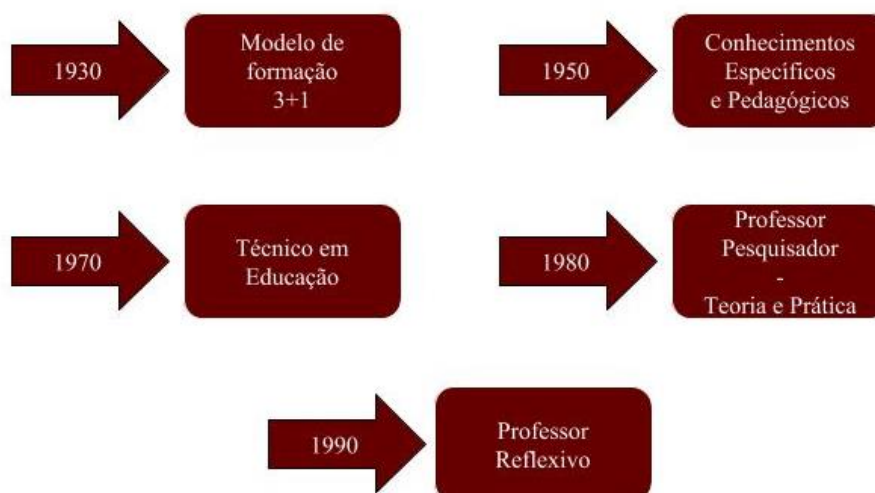 1930
Modelo de
formação
3+1
1950
Conhecimentos
Específicos
e Pedagógicos
1970
Técnico em
Educação
1980
Professor
Pesquisador
-
Teoria e Prática
1990
Professor
Reflexivo